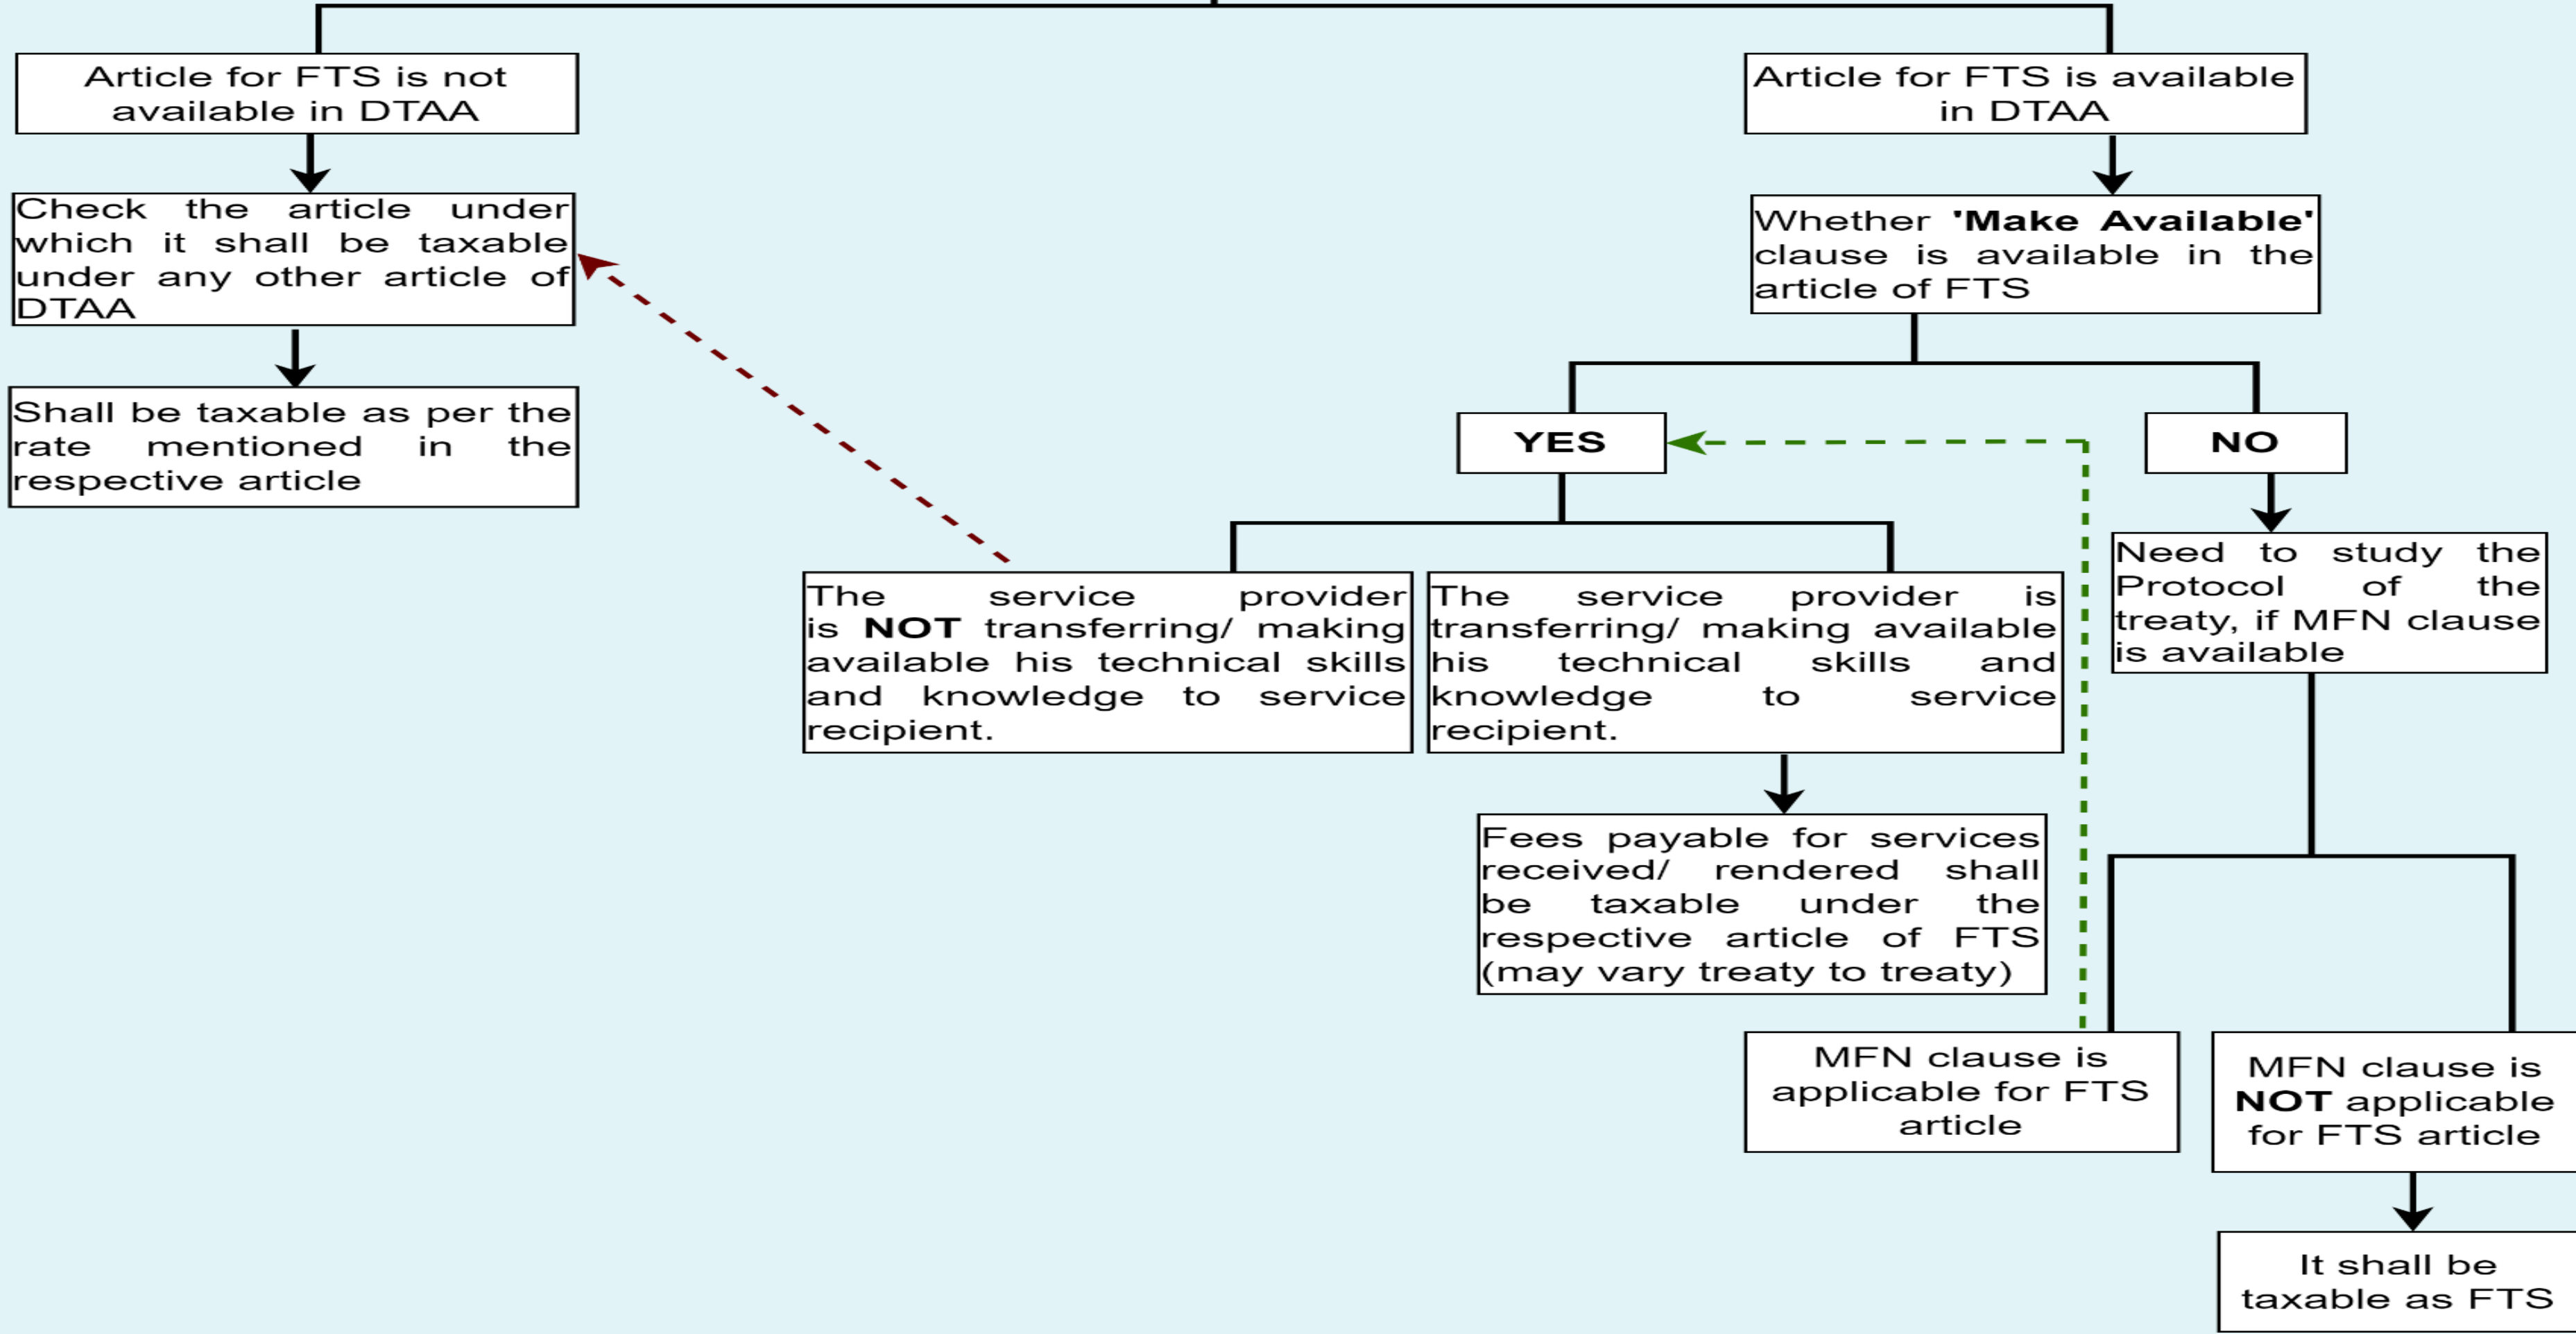 Article for FTS is not
available in DTAA
Article for FTS is available
in DTAA
Check the article under
which it shall be taxable
under any other article of
DTAA
Whether 'Make Available'
clause is available in the
article of FTS
Shall be taxable as per the
rate mentioned in the
respective article
YES
NO
The service provider
is NOT transferring/ making
available his technical skills
and knowledge to service
recipient.
The service provider is
transferring/ making available
his technical skills and
knowledge to service
recipient.
Need to study the
Protocol of the
treaty, if MFN clause
is available
Fees payable for services
received/ rendered shall
be taxable under the
respective article of FTS
(may vary treaty to treaty)
MFN clause is
applicable for FTS
article
MFN clause is
NOT applicable
for FTS article
It shall be
taxable as FTS